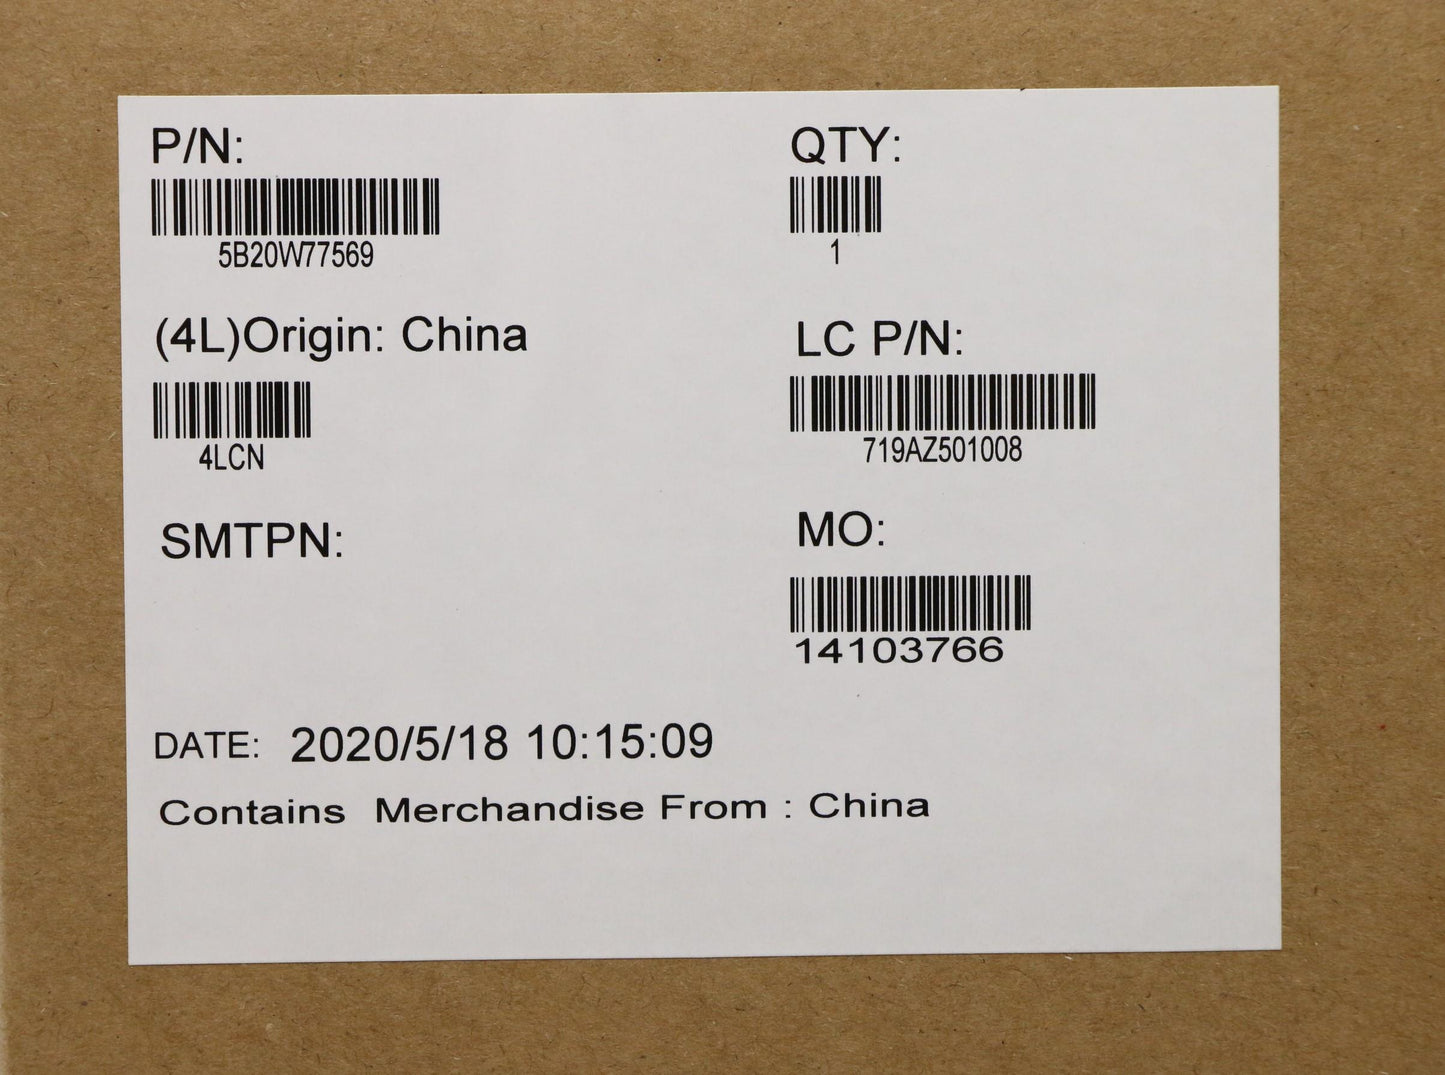 P/N:
5B20W77569
QTY:
1
(4L)Origin: China
4LCN
LC P/N:
719AZ501008
SMTPN:
MO:
14103766
DATE: 2020/5/18 10:15:09
Contains Merchandise From : China